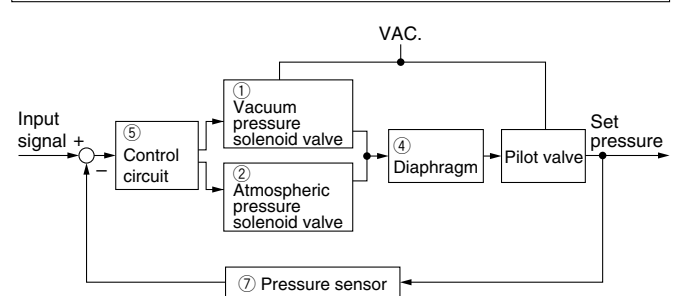 VAC.
Input
signal +
−
⑤
Control
circuit
①
Vacuum
pressure
solenoid valve
②
Atmospheric
pressure
solenoid valve
④
Diaphragm
Pilot valve
Set
pressure
⑦ Pressure sensor